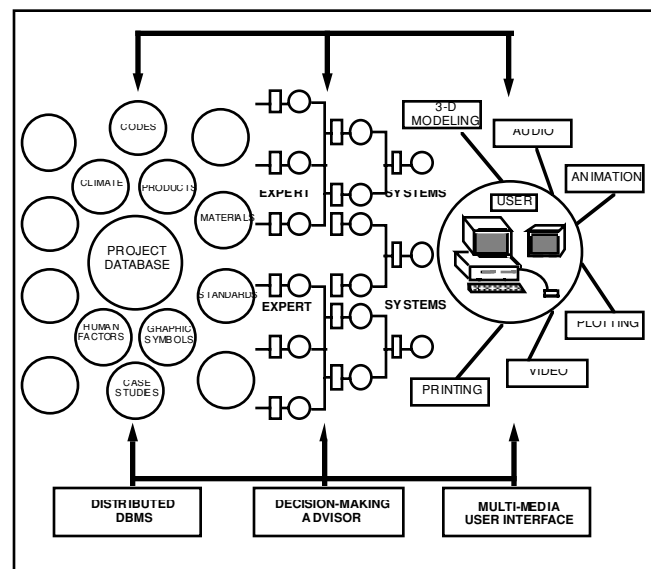 3-D
MODELING
AUDIO
CODES
ANIMATION
CLIMATE
PRODUCTS
EXPERT
SYSTEMS
USER
MATERIALS
PROJECT
DATABASE
STANDARDS
EXPERT
SYSTEMS
HUMAN
FACTORS
GRAPHIC
SYMBOLS
PLOTTING
VIDEO
CASE
STUDIES
PRINTING
DISTRIBUTED
DBMS
DECISION-MAKING
ADVISOR
MULTI-MEDIA
USER INTERFACE